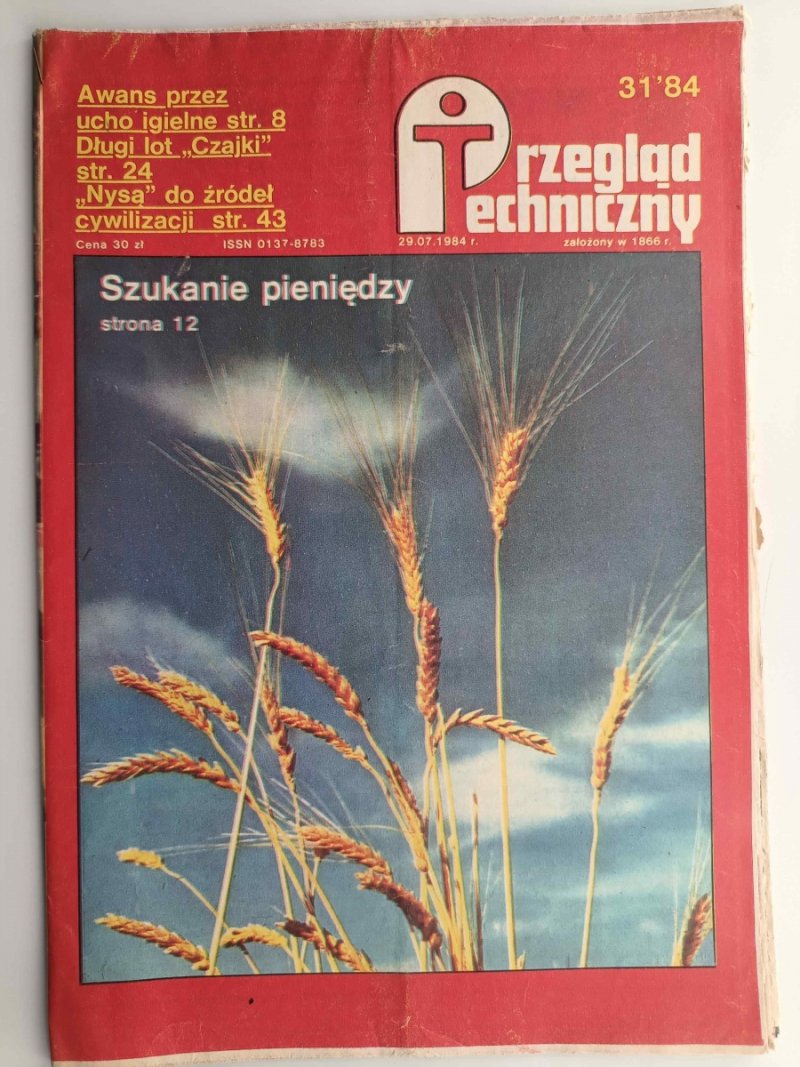 Awans przez
ucho igielne str. 8
Długi lot „Czajki”
str. 24
„Nysą” do źródeł
cywilizacji str. 43
31'84
Przegląd
Techniczny
Cena 30 zł
ISSN 0137-8783
29.07.1984 r.
założony w 1866 r.
Szukanie pieniędzy
strona 12